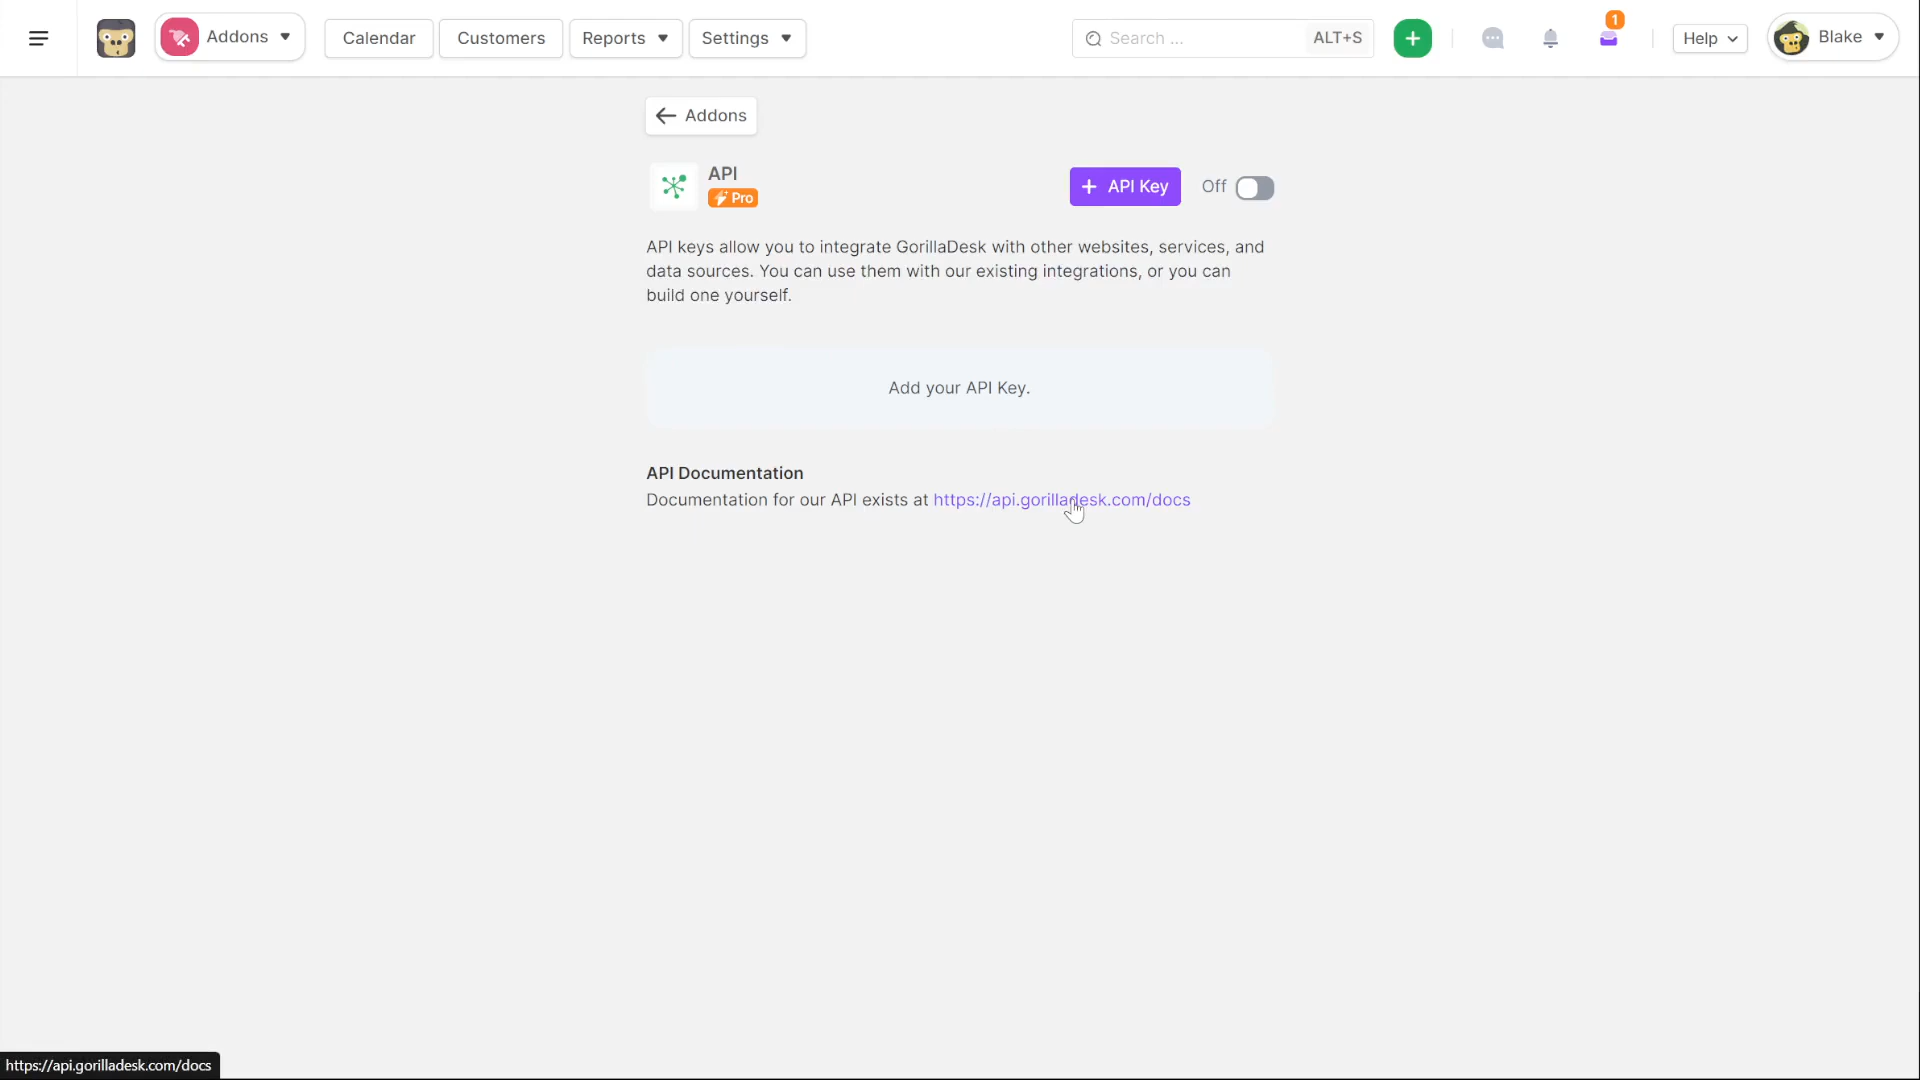 Addons
Calendar
Customers
Reports
Settings
Search ...
ALT+S
1
Help
Blake
Addons
API
Pro
API Key
Off
API keys allow you to integrate GorillaDesk with other websites, services, and
data sources. You can use them with our existing integrations, or you can
build one yourself.
Add your API Key.
API Documentation
Documentation for our API exists at https://api.gorilladesk.com/docs
https://api.gorilladesk.com/docs